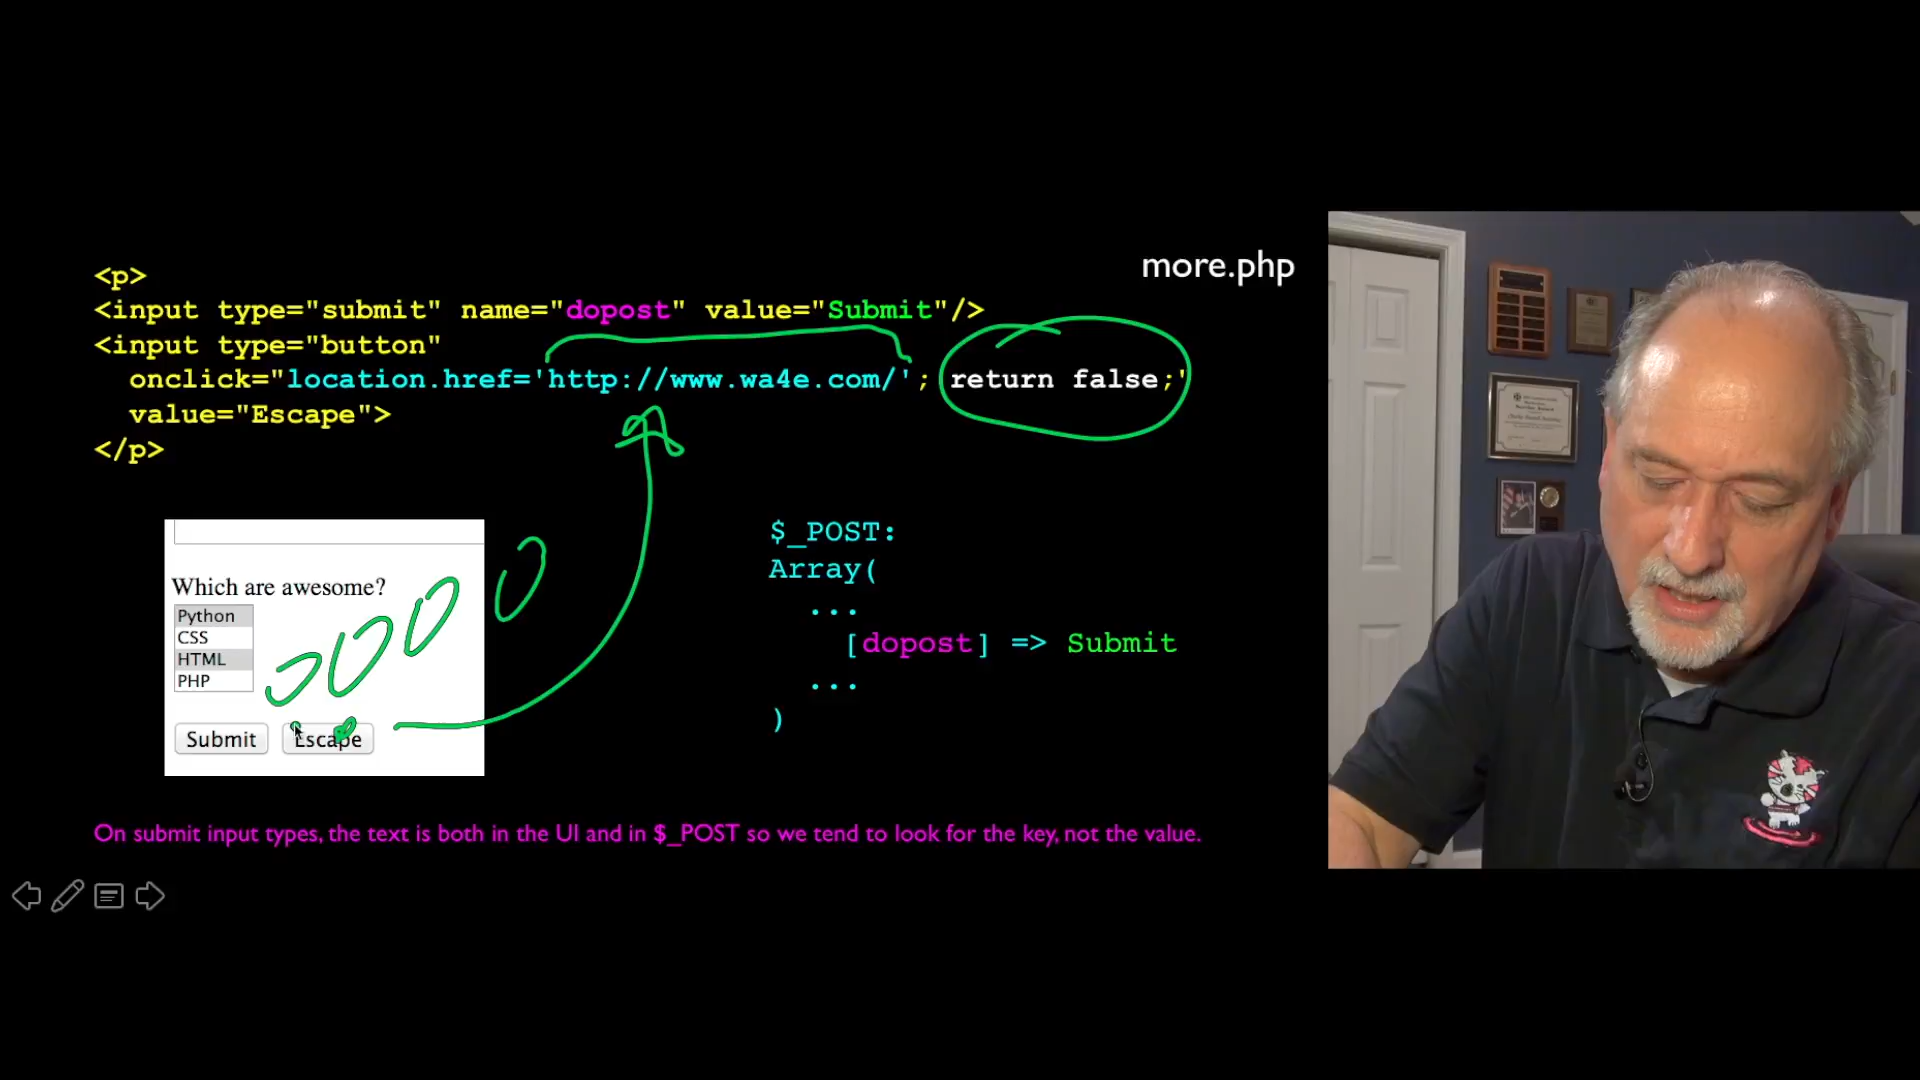 more.php
<p>
<input type="submit" name="dopost" value="Submit"/>
<input type="button"
onclick="location.href='http://www.wa4e.com/'; return false;"
value="Escape">
</p>
$_POST:
Array(
...
[dopost] => Submit
...
)
Which are awesome?
Python
CSS
HTML
PHP
Submit Escape
On submit input types, the text is both in the UI and in $_POST so we tend to look for the key, not the value.